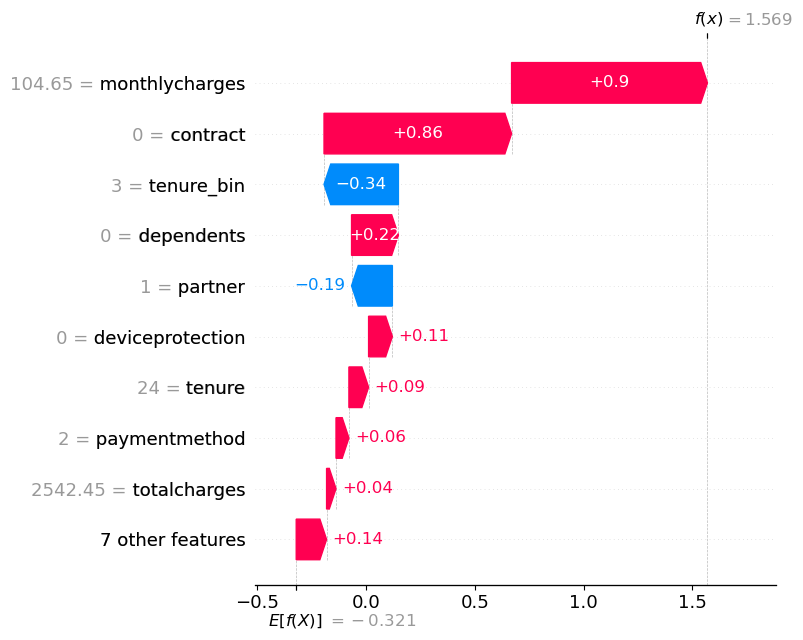 f(x) = 1.569
104.65 = monthlycharges
+0.9
0 = contract
+0.86
3 = tenure_bin
−0.34
0 = dependents
+0.22
1 = partner
−0.19
0 = deviceprotection
+0.11
24 = tenure
+0.09
2 = paymentmethod
+0.06
2542.45 = totalcharges
+0.04
7 other features
+0.14
−0.5 0.0 0.5 1.0 1.5
E[f(X)] = −0.321